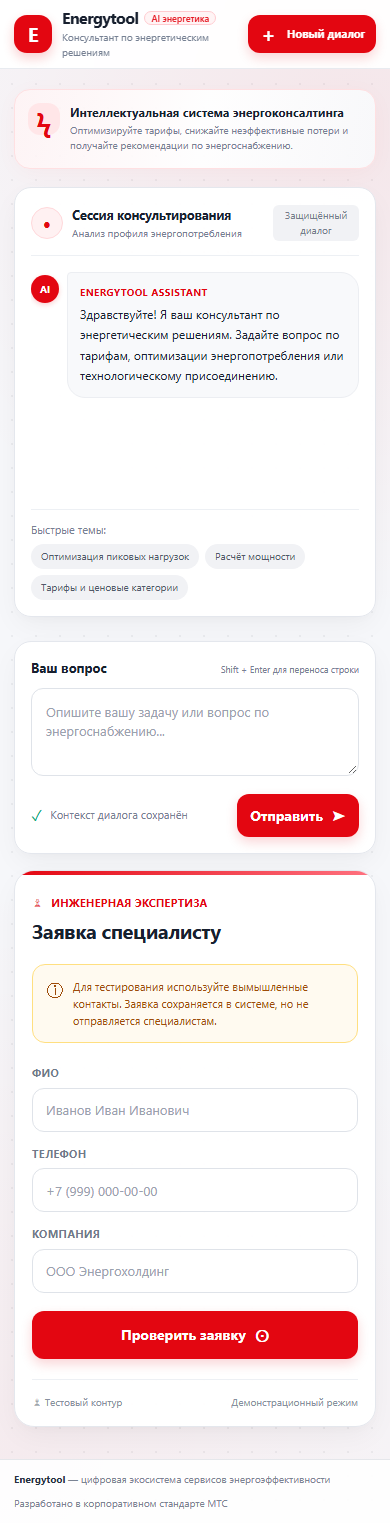 E
Energytool
AI энергетика
Консультант по энергетическим
решениям
+ Новый диалог
Интеллектуальная система энергоконсалтинга
Оптимизируйте тарифы, снижайте неэффективные потери и
получайте рекомендации по энергоснабжению.
Сессия консультирования
Анализ профиля энергопотребления
Защищённый
диалог
AI
ENERGYTOOL ASSISTANT
Здравствуйте! Я ваш консультант по
энергетическим решениям. Задайте вопрос по
тарифам, оптимизации энергопотребления или
технологическому присоединению.
Быстрые темы:
Оптимизация пиковых нагрузок
Расчёт мощности
Тарифы и ценовые категории
Ваш вопрос
Shift + Enter для переноса строки
Опишите вашу задачу или вопрос по
энергоснабжению...
✓ Контекст диалога сохранён
Отправить ➤
ИНЖЕНЕРНАЯ ЭКСПЕРТИЗА
Заявка специалисту
Для тестирования используйте вымышленные
контакты. Заявка сохраняется в системе, но не
отправляется специалистам.
ФИО
Иванов Иван Иванович
ТЕЛЕФОН
+7 (999) 000-00-00
КОМПАНИЯ
ООО Энергохолдинг
Проверить заявку
Тестовый контур
Демонстрационный режим
Energytool — цифровая экосистема сервисов энергоэффективности
Разработано в корпоративном стандарте МТС